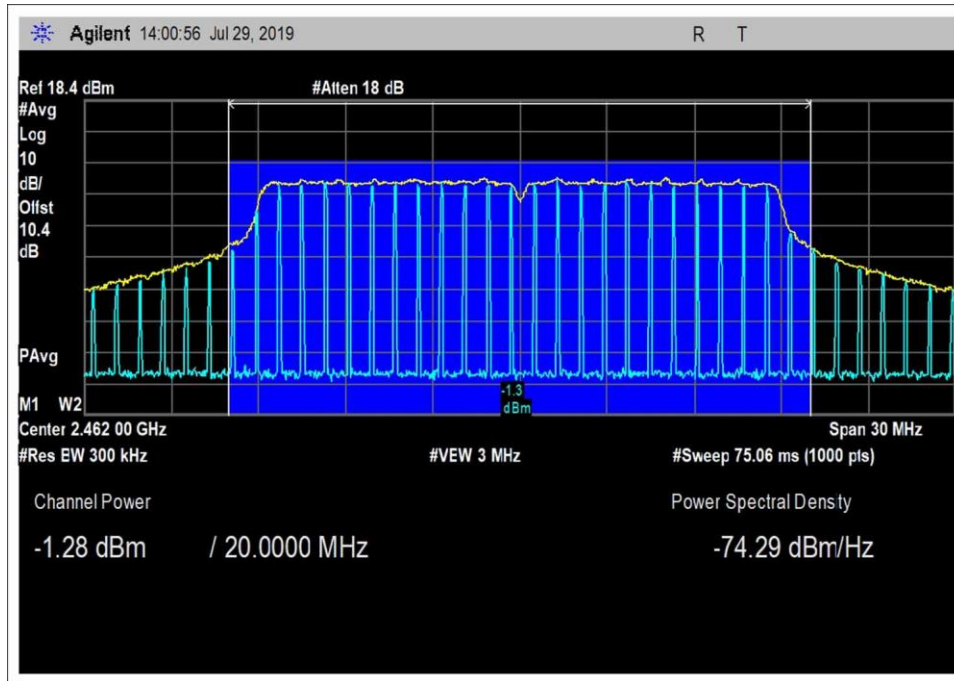 Agilent 14:00:56 Jul 29, 2019 R T
Ref 18.4 dBm #Atten 18 dB
#Avg
Log
10
dB/
Offst
10.4
dB
PAvg
-1.3
dBm
M1 W2
Center 2.462 00 GHz Span 30 MHz
#Res BW 300 kHz #VBW 3 MHz #Sweep 75.06 ms (1000 pts)
Channel Power Power Spectral Density
-1.28 dBm / 20.0000 MHz -74.29 dBm/Hz